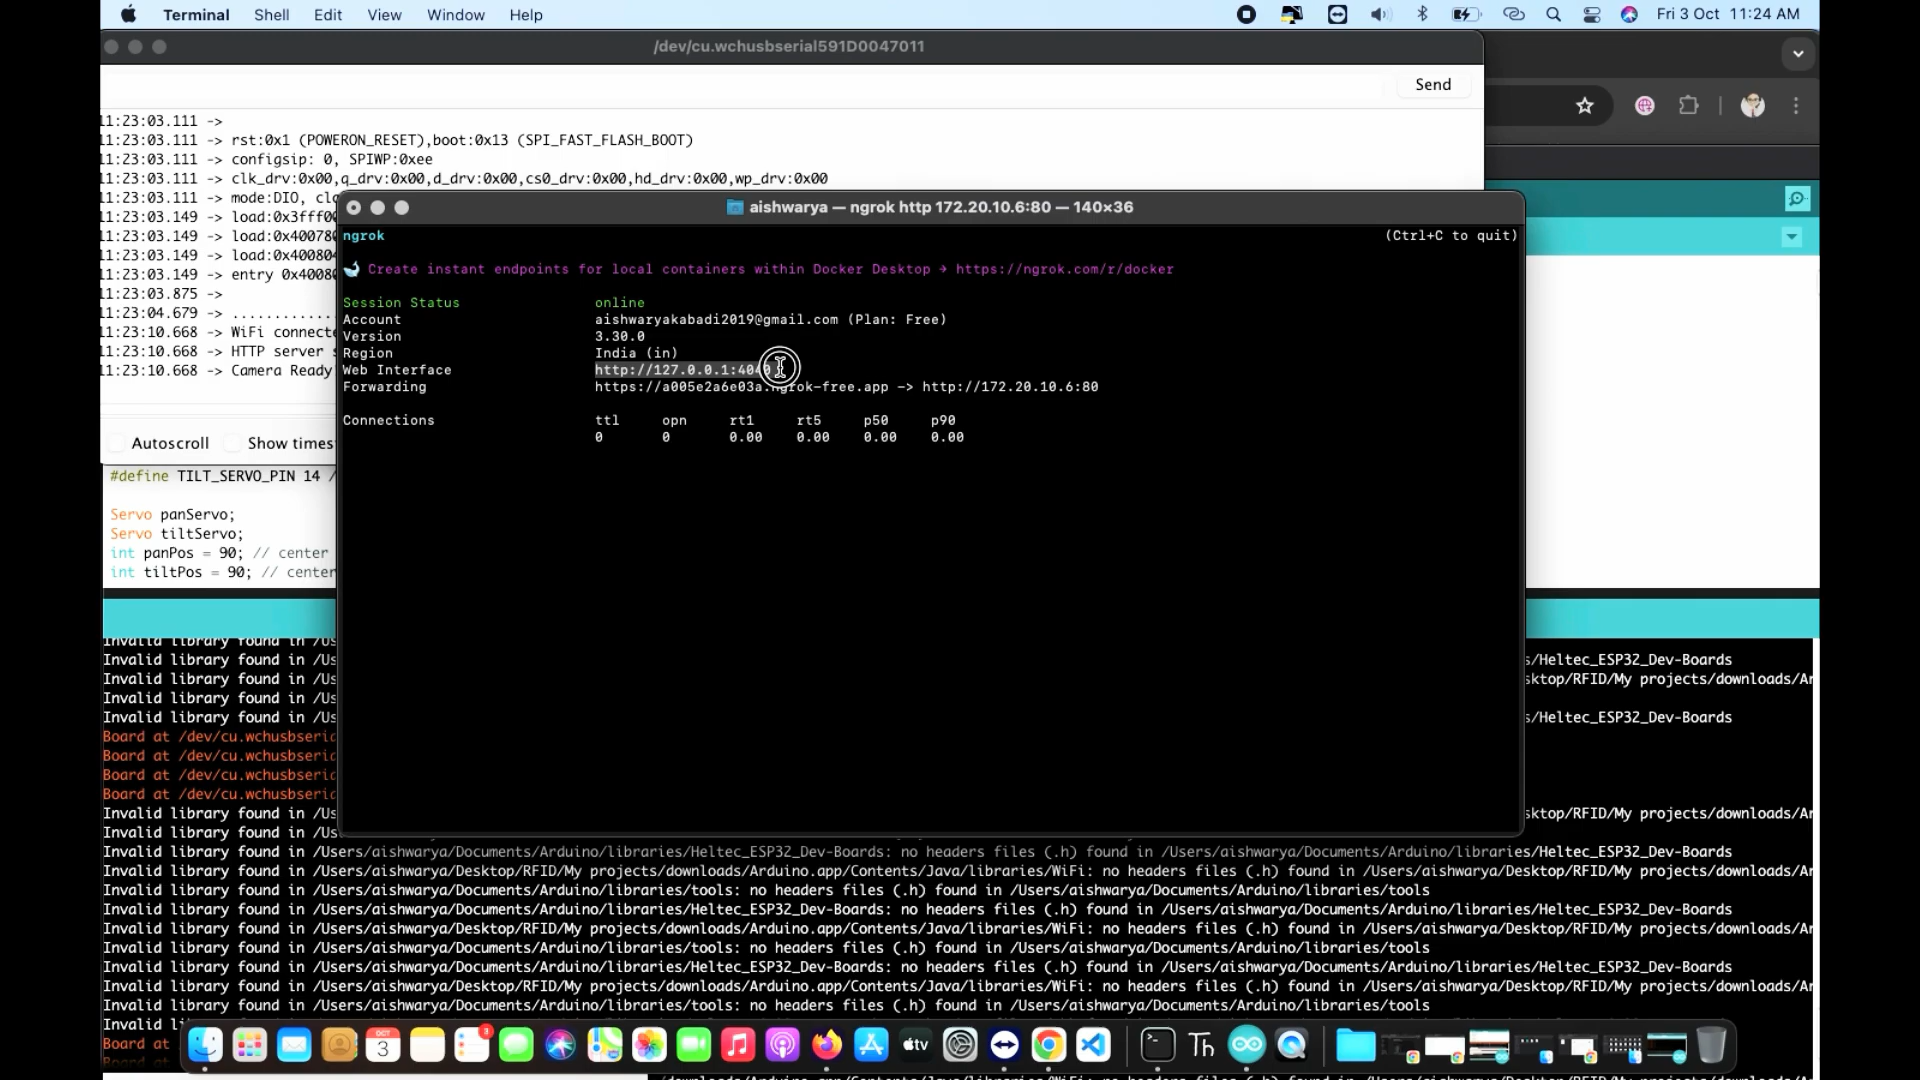 Terminal Shell Edit View Window Help Fri 3 Oct 11:24 AM
/dev/cu.wchusbserial591D0047011
Send
11:23:03.111 ->
11:23:03.111 -> rst:0x1 (POWERON_RESET),boot:0x13 (SPI_FAST_FLASH_BOOT)
11:23:03.111 -> configsip: 0, SPIWP:0xee
11:23:03.111 -> clk_drv:0x00,q_drv:0x00,d_drv:0x00,cs0_drv:0x00,hd_drv:0x00,wp_drv:0x00
11:23:03.111 -> mode:DIO,
11:23:03.149 -> load:0x3fff0
11:23:03.149 -> load:0x40078
11:23:03.149 -> load:0x40080
11:23:03.149 -> entry 0x4008
11:23:03.875 ->
11:23:04.679 -> .............
11:23:10.668 -> WiFi connecte
11:23:10.668 -> HTTP server
11:23:10.668 -> Camera Ready
Autoscroll Show times
aishwarya — ngrok http 172.20.10.6:80 — 140×36
ngrok (Ctrl+C to quit)
Create instant endpoints for local containers within Docker Desktop → https://ngrok.com/r/docker
Session Status online
Account aishwaryakabadi2019@gmail.com (Plan: Free)
Version 3.30.0
Region India (in)
Web Interface http://127.0.0.1:4040
Forwarding https://a005e2a6e03a.ngrok-free.app -> http://172.20.10.6:80
Connections ttl opn rt1 rt5 p50 p90
0 0 0.00 0.00 0.00 0.00
#define TILT_SERVO_PIN 14 /
Servo panServo;
Servo tiltServo;
int panPos = 90; // center
int tiltPos = 90; // center
Invalid library found in /Us
Invalid library found in /Us s/Heltec_ESP32_Dev-Boards
Invalid library found in /Us sktop/RFID/My projects/downloads/Ar
Invalid library found in /Us
Invalid library found in /Us s/Heltec_ESP32_Dev-Boards
Board at /dev/cu.wchusbseria
Board at /dev/cu.wchusbseria
Board at /dev/cu.wchusbseria
Board at /dev/cu.wchusbseria
Invalid library found in /Us sktop/RFID/My projects/downloads/Ar
Invalid library found in /Us
Invalid library found in /Users/aishwarya/Documents/Arduino/libraries/Heltec_ESP32_Dev-Boards: no headers files (.h) found in /Users/aishwarya/Documents/Arduino/libraries/Heltec_ESP32_Dev-Boards
Invalid library found in /Users/aishwarya/Desktop/RFID/My projects/downloads/Arduino.app/Contents/Java/libraries/WiFi: no headers files (.h) found in /Users/aishwarya/Desktop/RFID/My projects/downloads/Ar
Invalid library found in /Users/aishwarya/Documents/Arduino/libraries/tools: no headers files (.h) found in /Users/aishwarya/Documents/Arduino/libraries/tools
Invalid library found in /Users/aishwarya/Documents/Arduino/libraries/Heltec_ESP32_Dev-Boards: no headers files (.h) found in /Users/aishwarya/Documents/Arduino/libraries/Heltec_ESP32_Dev-Boards
Invalid library found in /Users/aishwarya/Desktop/RFID/My projects/downloads/Arduino.app/Contents/Java/libraries/WiFi: no headers files (.h) found in /Users/aishwarya/Desktop/RFID/My projects/downloads/Ar
Invalid library found in /Users/aishwarya/Documents/Arduino/libraries/tools: no headers files (.h) found in /Users/aishwarya/Documents/Arduino/libraries/tools
Invalid library found in /Users/aishwarya/Documents/Arduino/libraries/Heltec_ESP32_Dev-Boards: no headers files (.h) found in /Users/aishwarya/Documents/Arduino/libraries/Heltec_ESP32_Dev-Boards
Invalid library found in /Users/aishwarya/Desktop/RFID/My projects/downloads/Arduino.app/Contents/Java/libraries/WiFi: no headers files (.h) found in /Users/aishwarya/Desktop/RFID/My projects/downloads/Ar
Invalid library found in /Users/aishwarya/Documents/Arduino/libraries/tools: no headers files (.h) found in /Users/aishwarya/Documents/Arduino/libraries/tools
Invalid
Board at
OCT
3
3
tv
Th